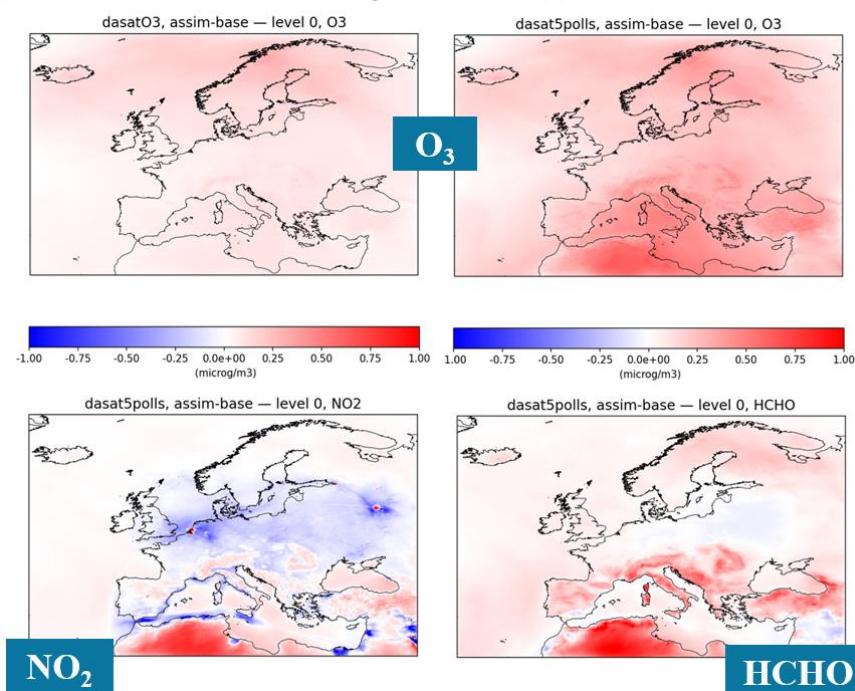 dasatO3, assim-base — level 0, O3
dasat5polls, assim-base — level 0, O3
O₃
-1.00 -0.75 -0.50 -0.25 0.0e+00 0.25 0.50 0.75 1.00
(microg/m3)
1.00 -0.75 -0.50 -0.25 0.0e+00 0.25 0.50 0.75 1.00
(microg/m3)
dasat5polls, assim-base — level 0, NO2
dasat5polls, assim-base — level 0, HCHO
NO₂
HCHO